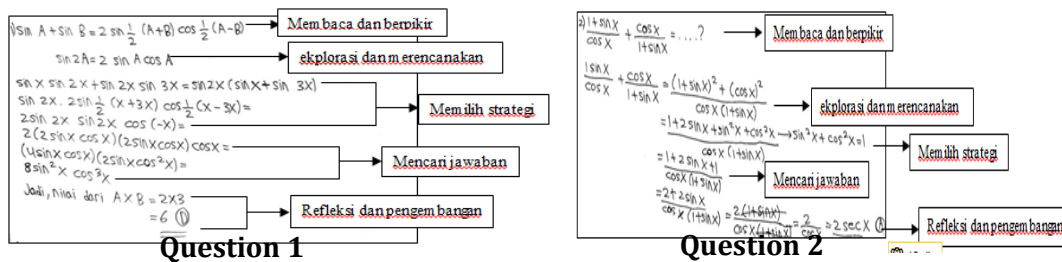 1) sin A + sin B = 2 sin 1/2 (A+B) cos 1/2 (A-B)
Membaca dan berpikir
sin 2A = 2 sin A cos A
ekplorasi dan merencanakan
sin x sin 2x + sin 2x sin 3x = sin 2x (sin x + sin 3x)
sin 2x . 2 sin 1/2 (x+3x) cos 1/2 (x-3x) =
2 sin 2x sin 2x cos (-x) =
Memilih strategi
2 (2 sin x cos x) (2 sin x cos x) cos x =
(4 sin x cos x) (2 sin x cos² x) =
Mencari jawaban
8 sin² x cos³ x
Jadi, nilai dari A x B = 2 x 3
= 6 (D)
Refleksi dan pengembangan
Question 1
2) 1+sin x / cos x + cos x / 1+sin x = ....?
Membaca dan berpikir
1 sin x / cos x + cos x / 1+sin x = (1+sin x)² + (cos x)² / cos x (1+sin x)
ekplorasi dan merencanakan
= 1+2 sin x + sin² x + cos² x / cos x (1+sin x) → sin² x + cos² x = 1
Memilih strategi
= 1+2 sin x + 1 / cos x (1+sin x)
Mencari jawaban
= 2+2 sin x / cos x (1+sin x) = 2(1+sin x) / cos x (1+sin x) = 2 / cos x = 2 sec x
Refleksi dan pengembangan
Question 2